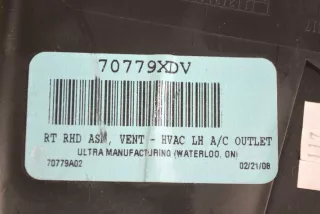 70779XDV
RT RHD ASM, VENT - HVAC LH A/C OUTLET
ULTRA MANUFACTURING (WATERLOO, ON)
70779A02 02/21/08